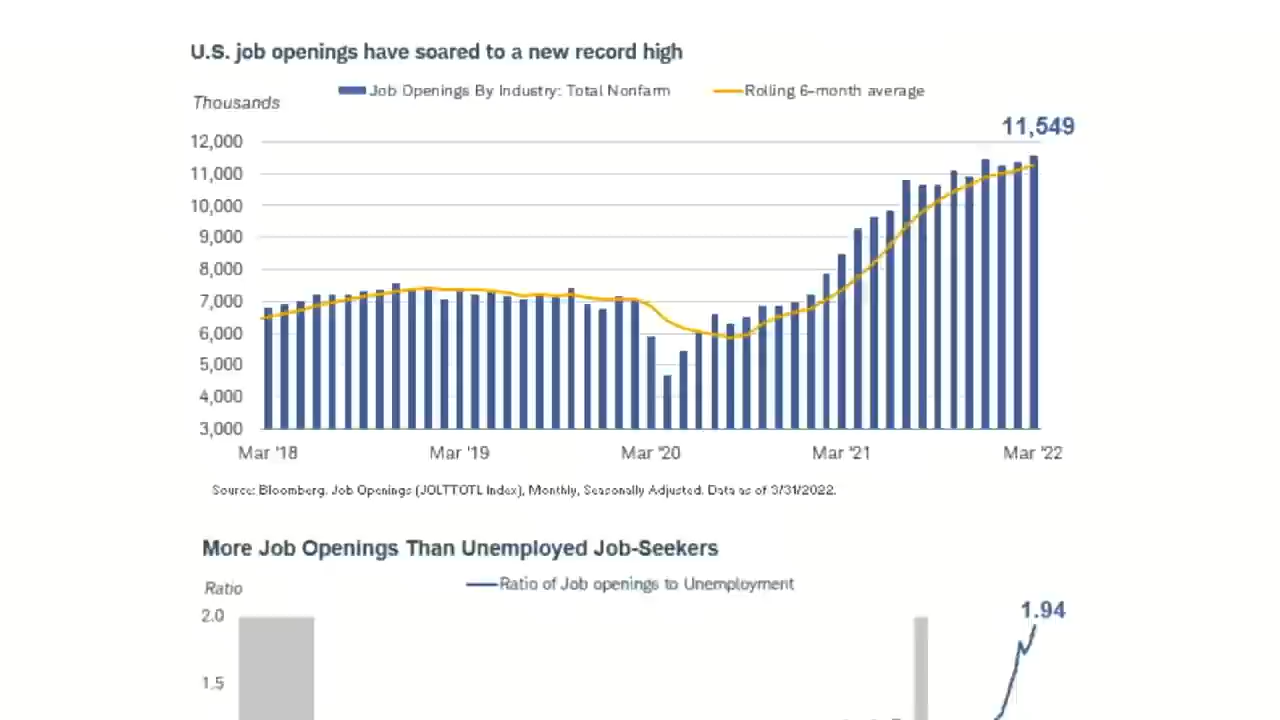 U.S. job openings have soared to a new record high
Job Openings By Industry: Total Nonfarm Rolling 6-month average
Thousands
11,549
12,000
11,000
10,000
9,000
8,000
7,000
6,000
5,000
4,000
3,000
Mar '18 Mar '19 Mar '20 Mar '21 Mar '22
Source: Bloomberg. Job Openings (JOLTTOTL Index), Monthly, Seasonally Adjusted. Data as of 3/31/2022.
More Job Openings Than Unemployed Job-Seekers
Ratio of Job openings to Unemployment
Ratio
1.94
2.0
1.5